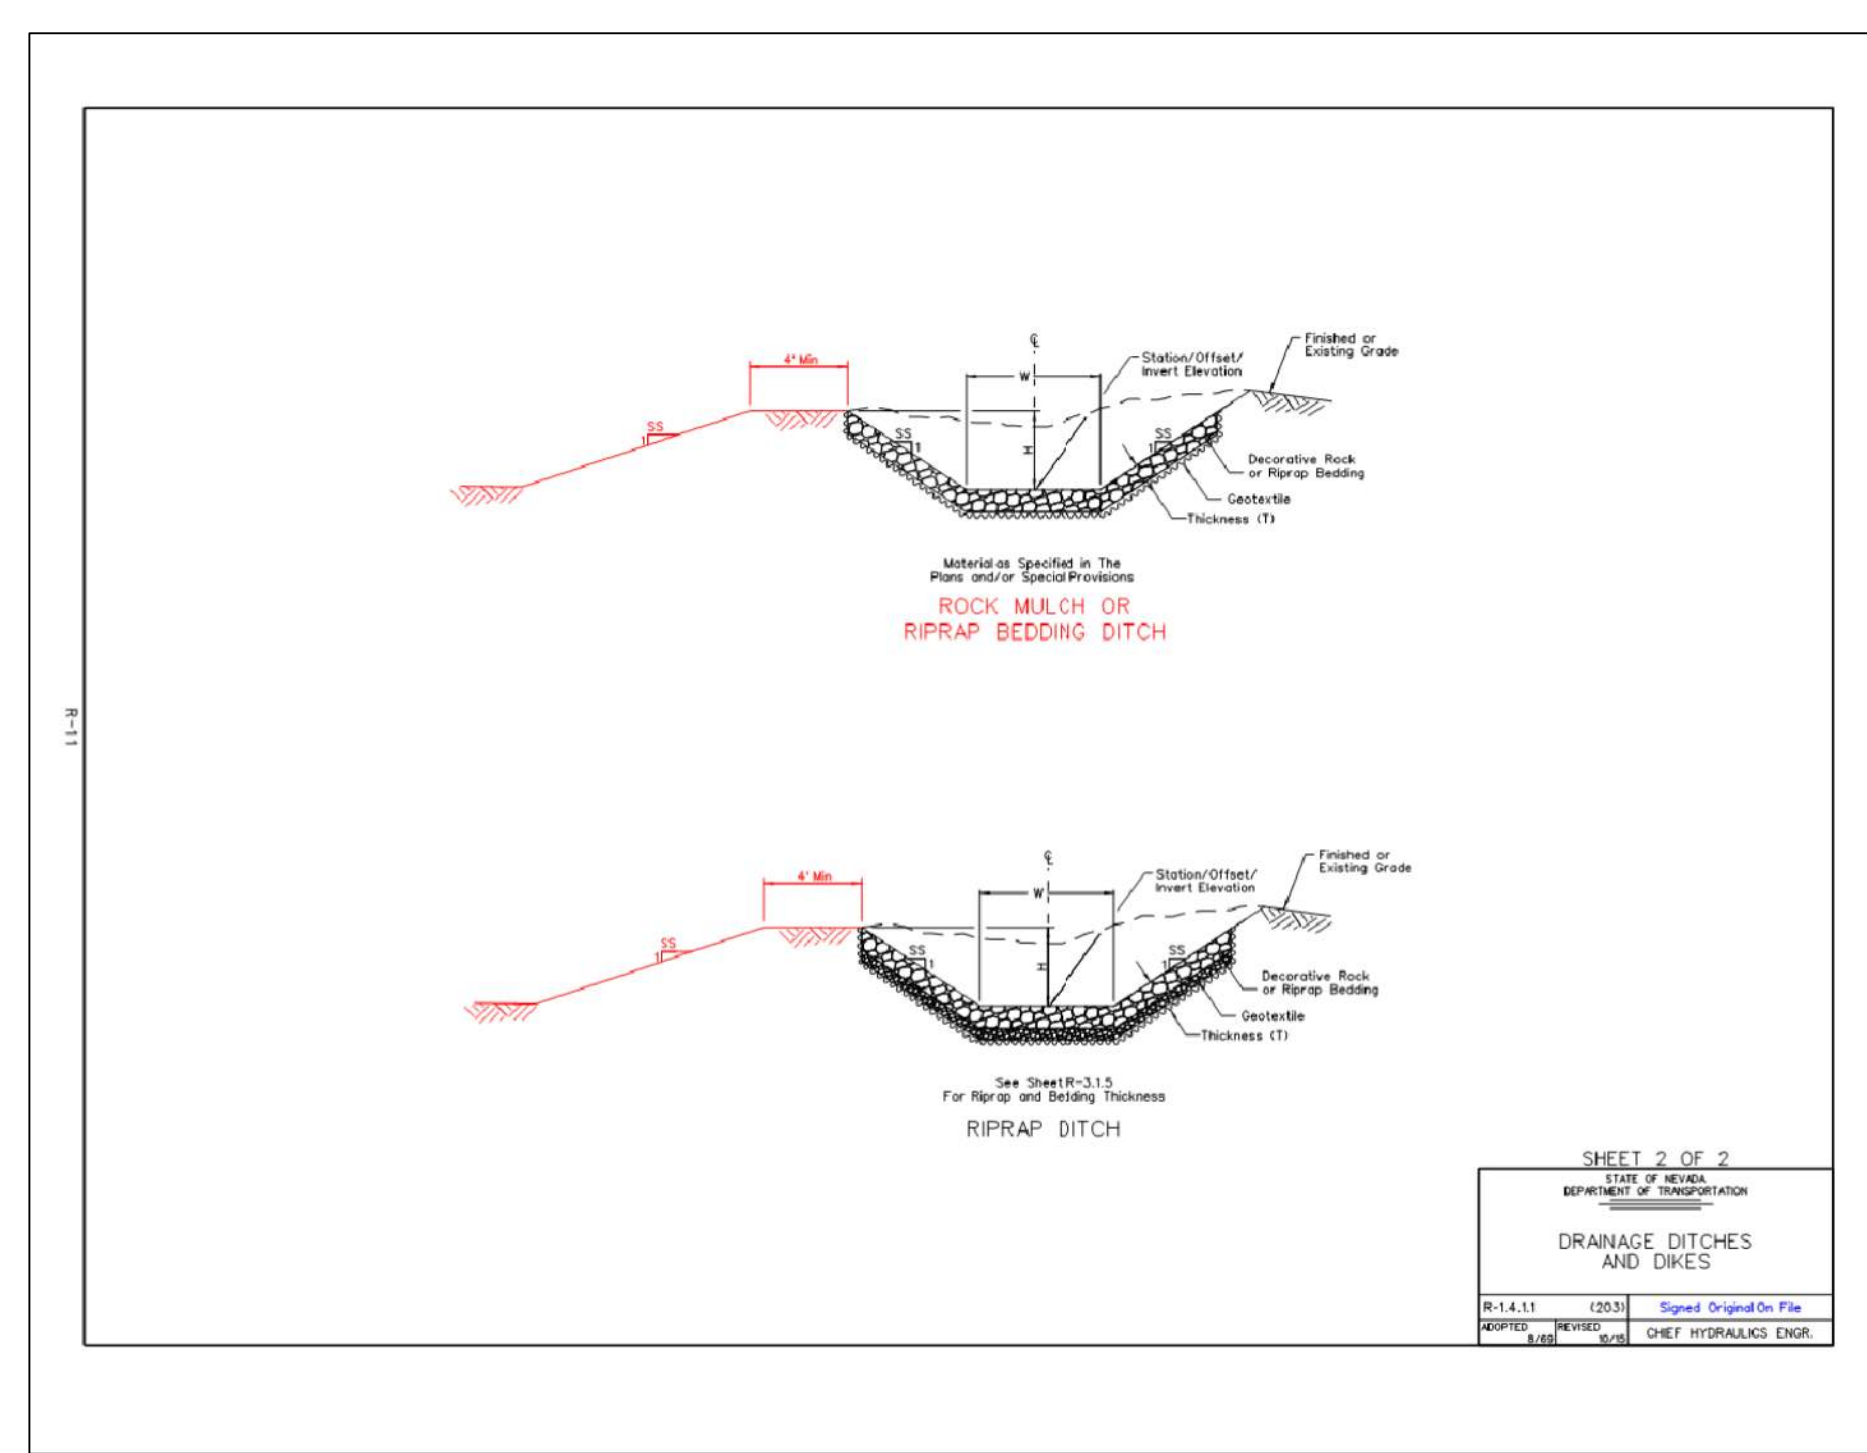 4' Min
SS
1
W
℄
Station/Offset/
Invert Elevation
Finished or
Existing Grade
SS
1
H
SS
1
Decorative Rock
or Riprap Bedding
Geotextile
Thickness (T)
Material as Specified in The
Plans and/or Special Provisions
ROCK MULCH OR
RIPRAP BEDDING DITCH
R-11
4' Min
SS
1
W
℄
Station/Offset/
Invert Elevation
Finished or
Existing Grade
SS
1
H
SS
1
Decorative Rock
or Riprap Bedding
Geotextile
Thickness (T)
See Sheet R-3.1.5
For Riprap and Bedding Thickness
RIPRAP DITCH
SHEET 2 OF 2
STATE OF NEVADA
DEPARTMENT OF TRANSPORTATION
DRAINAGE DITCHES
AND DIKES
R-1.4.1.1 (203) Signed Original On File
ADOPTED 8/69 REVISED 10/15 CHIEF HYDRAULICS ENGR.